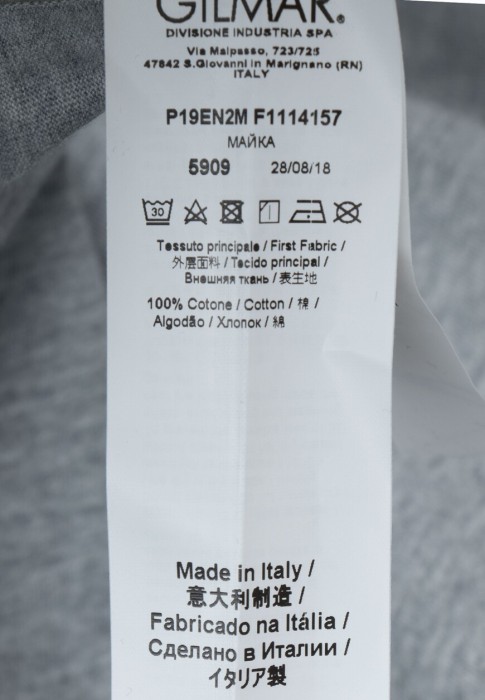 GILMAR®
DIVISIONE INDUSTRIA SPA
Via Malpasso, 723/725
47842 S.Giovanni in Marignano (RN)
ITALY
P19EN2M F1114157
МАЙКА
5909 28/08/18
30
Tessuto principale / First Fabric /
外层面料 / Tecido principal /
Внешняя ткань / 表生地
100% Cotone / Cotton / 棉 /
Algodão / Хлопок / 綿
Made in Italy /
意大利制造 /
Fabricado na Itália /
Сделано в Италии /
イタリア製